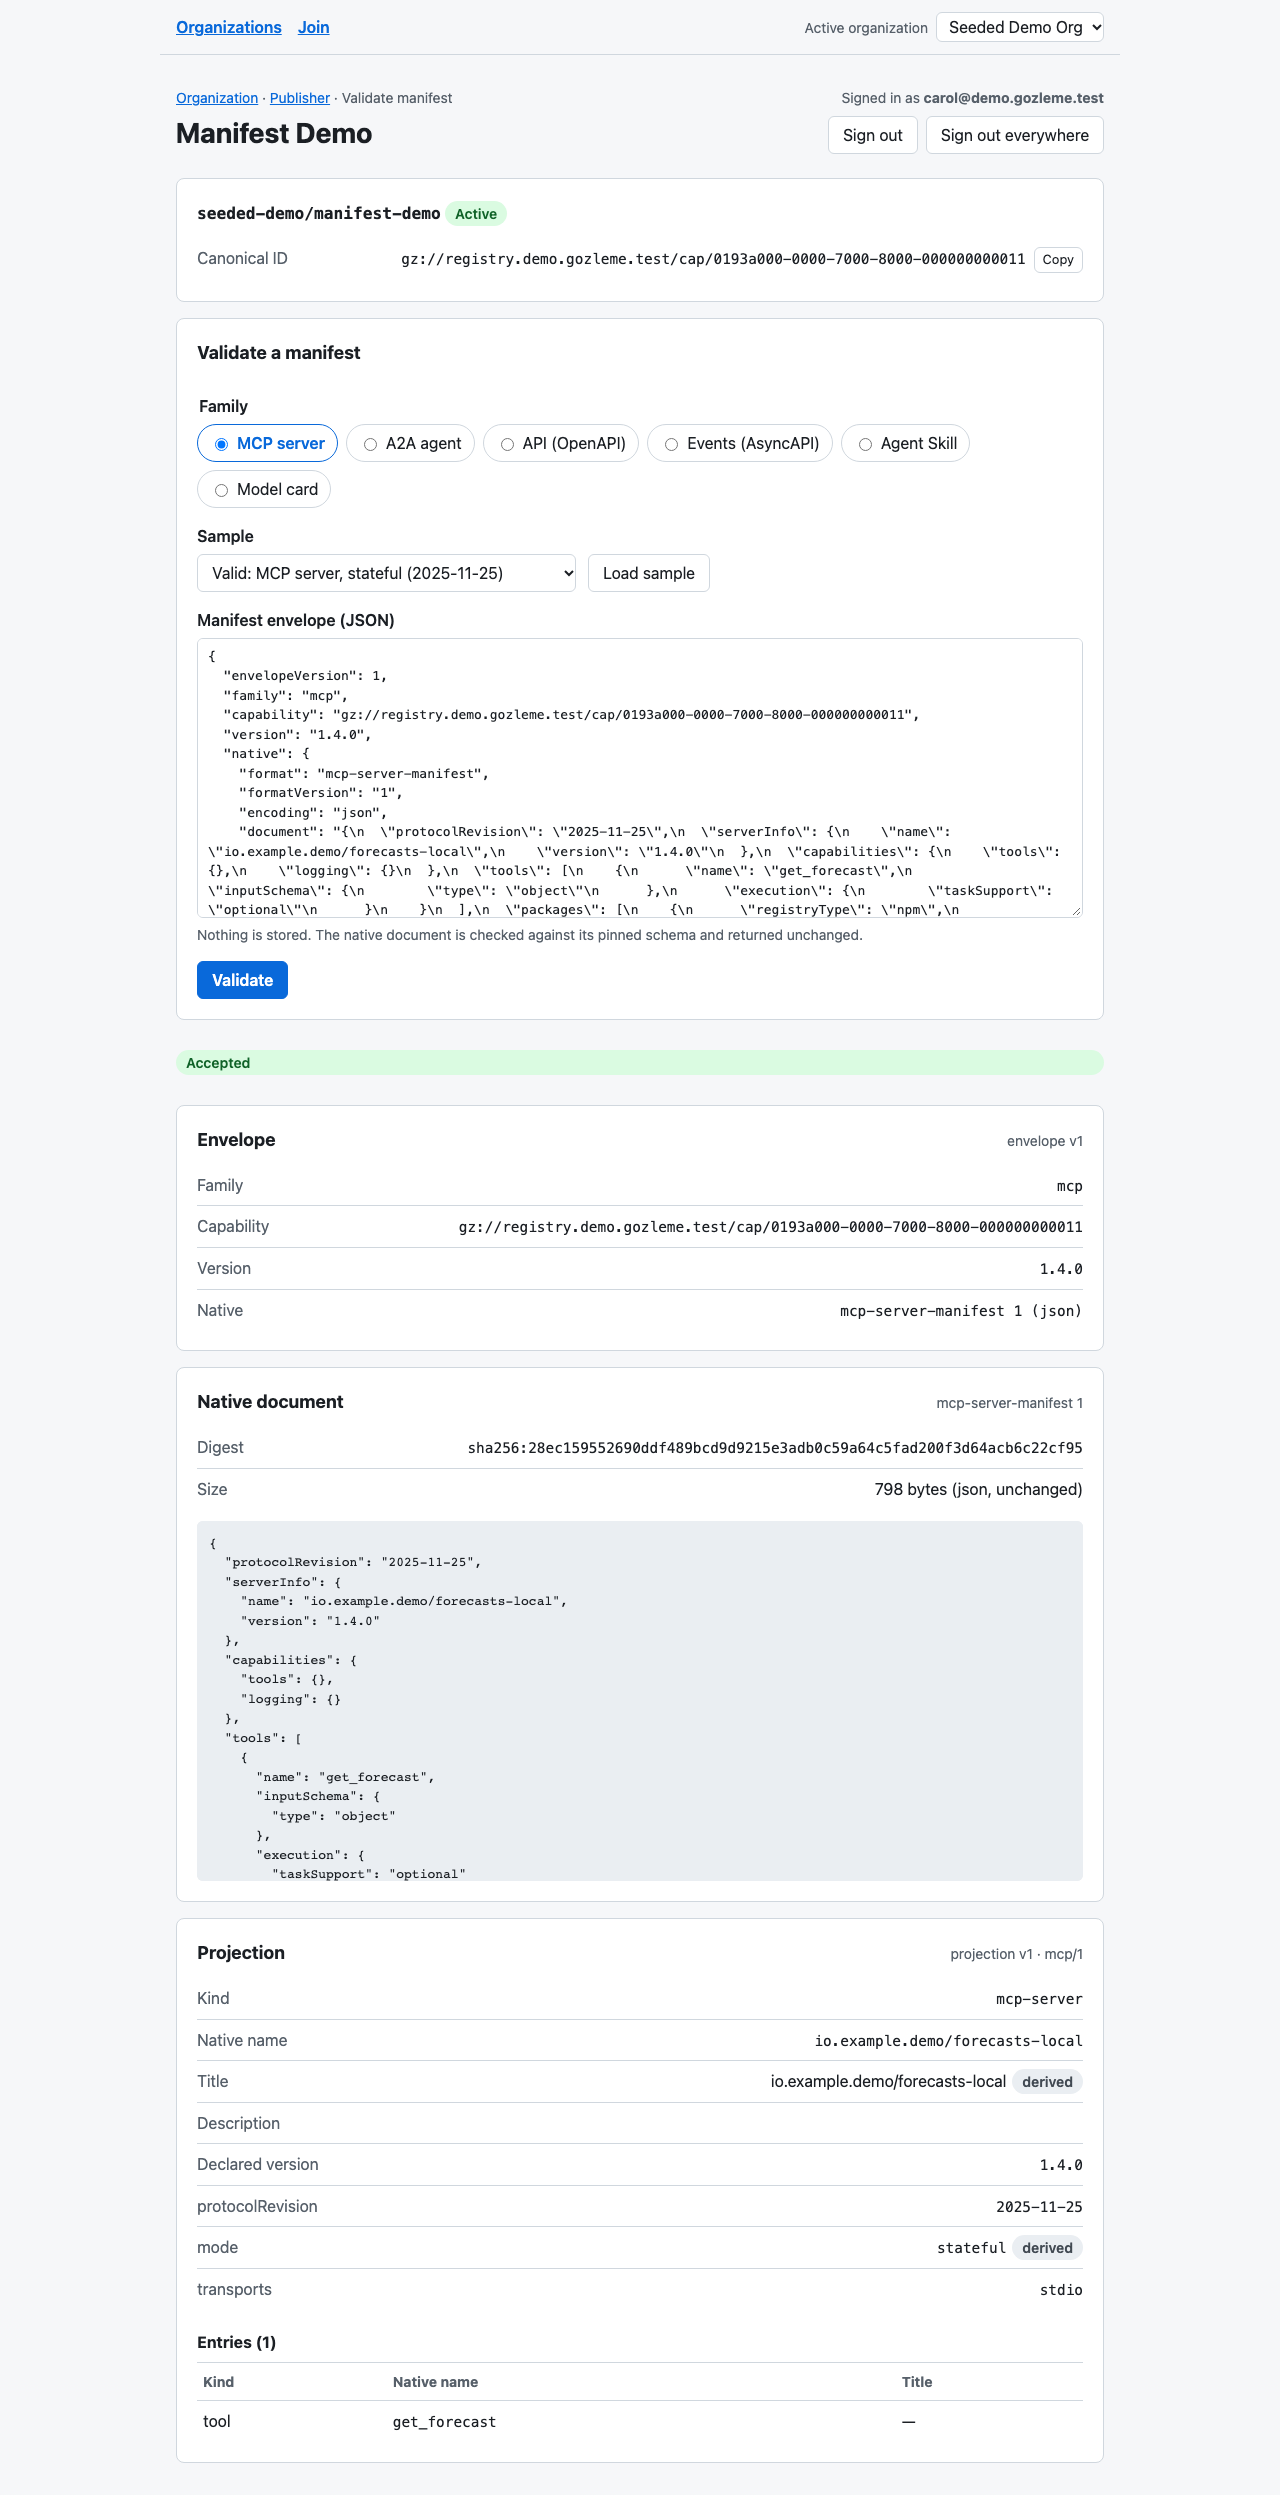 Organizations Join Active organization Seeded Demo Org
Organization · Publisher · Validate manifest Signed in as carol@demo.gozleme.test
Manifest Demo Sign out Sign out everywhere
seeded-demo/manifest-demo Active
Canonical ID gz://registry.demo.gozleme.test/cap/0193a000-0000-7000-8000-000000000011 Copy
Validate a manifest
Family
MCP server A2A agent API (OpenAPI) Events (AsyncAPI) Agent Skill
Model card
Sample
Valid: MCP server, stateful (2025-11-25) Load sample
Manifest envelope (JSON)
{
  "envelopeVersion": 1,
  "family": "mcp",
  "capability": "gz://registry.demo.gozleme.test/cap/0193a000-0000-7000-8000-000000000011",
  "version": "1.4.0",
  "native": {
    "format": "mcp-server-manifest",
    "formatVersion": "1",
    "encoding": "json",
    "document": "{\n  \"protocolRevision\": \"2025-11-25\",\n  \"serverInfo\": {\n    \"name\":
\"io.example.demo/forecasts-local\",\n    \"version\": \"1.4.0\"\n  },\n  \"capabilities\": {\n    \"tools\":
{},\n    \"logging\": {}\n  },\n  \"tools\": [\n    {\n      \"name\": \"get_forecast\",\n
\"inputSchema\": {\n        \"type\": \"object\"\n      },\n      \"execution\": {\n        \"taskSupport\":
\"optional\"\n      }\n    }\n  ],\n  \"packages\": [\n    {\n      \"registryType\": \"npm\",\n
Nothing is stored. The native document is checked against its pinned schema and returned unchanged.
Validate
Accepted
Envelope envelope v1
Family mcp
Capability gz://registry.demo.gozleme.test/cap/0193a000-0000-7000-8000-000000000011
Version 1.4.0
Native mcp-server-manifest 1 (json)
Native document mcp-server-manifest 1
Digest sha256:28ec159552690ddf489bcd9d9215e3adb0c59a64c5fad200f3d64acb6c22cf95
Size 798 bytes (json, unchanged)
{
  "protocolRevision": "2025-11-25",
  "serverInfo": {
    "name": "io.example.demo/forecasts-local",
    "version": "1.4.0"
  },
  "capabilities": {
    "tools": {},
    "logging": {}
  },
  "tools": [
    {
      "name": "get_forecast",
      "inputSchema": {
        "type": "object"
      },
      "execution": {
        "taskSupport": "optional"
Projection projection v1 · mcp/1
Kind mcp-server
Native name io.example.demo/forecasts-local
Title io.example.demo/forecasts-local derived
Description
Declared version 1.4.0
protocolRevision 2025-11-25
mode stateful derived
transports stdio
Entries (1)
Kind Native name Title
tool get_forecast —